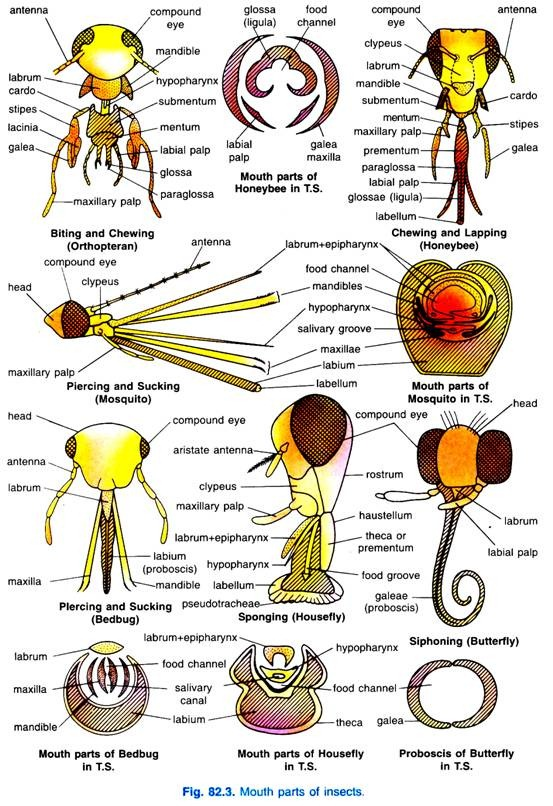 antenna
compound
eye
mandible
labrum
cardo
stipes
lacinia
galea
hypopharynx
submentum
mentum
labial palp
glossa
paraglossa
maxillary palp
Biting and Chewing
(Orthopteran)
glossa
(ligula)
food
channel
labial
palp
galea
maxilla
Mouth parts of
Honeybee in T.S.
compound
eye
antenna
clypeus
labrum
mandible
submentum
mentum
maxillary palp
prementum
paraglossa
labial palp
glossae (ligula)
labellum
cardo
stipes
galea
Chewing and Lapping
(Honeybee)
antenna
compound eye
clypeus
head
maxillary palp
Piercing and Sucking
(Mosquito)
labrum+epipharynx
food channel
mandibles
hypopharynx
salivary groove
maxillae
labium
labellum
Mouth parts of
Mosquito in T.S.
head
compound eye
antenna
labrum
labium
(proboscis)
maxilla
mandible
Piercing and Sucking
(Bedbug)
aristate antenna
clypeus
maxillary palp
labrum+epipharynx
hypopharynx
labellum
pseudotracheae
compound eye
rostrum
haustellum
theca or
prementum
food groove
Sponging (Housefly)
head
labrum
labial palp
galeae
(proboscis)
Siphoning (Butterfly)
labrum
maxilla
mandible
food channel
salivary
canal
labium
Mouth parts of Bedbug
in T.S.
labrum+epipharynx
hypopharynx
food channel
theca
Mouth parts of Housefly
in T.S.
galea
Proboscis of Butterfly
in T.S.
Fig. 82.3. Mouth parts of insects.